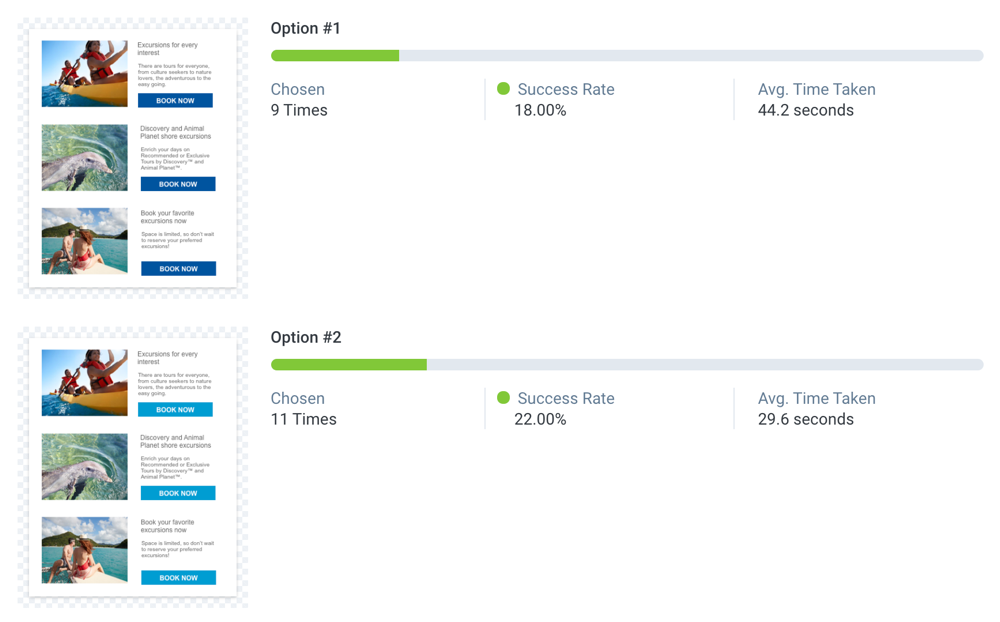 Option #1
Chosen
9 Times
Success Rate
18.00%
Avg. Time Taken
44.2 seconds
Excursions for every
interest
There are tours for everyone,
from culture seekers to nature
lovers, the adventurous to the
easy going.
BOOK NOW
Discovery and Animal
Planet shore excursions
Enrich your days on
Recommended or Exclusive
Tours by Discovery™ and
Animal Planet™.
BOOK NOW
Book your favorite
excursions now
Space is limited, so don't wait
to reserve your preferred
excursions!
BOOK NOW
Option #2
Chosen
11 Times
Success Rate
22.00%
Avg. Time Taken
29.6 seconds
Excursions for every
interest
There are tours for everyone,
from culture seekers to nature
lovers, the adventurous to the
easy going.
BOOK NOW
Discovery and Animal
Planet shore excursions
Enrich your days on
Recommended or Exclusive
Tours by Discovery™ and
Animal Planet™.
BOOK NOW
Book your favorite
excursions now
Space is limited, so don't wait
to reserve your preferred
excursions!
BOOK NOW